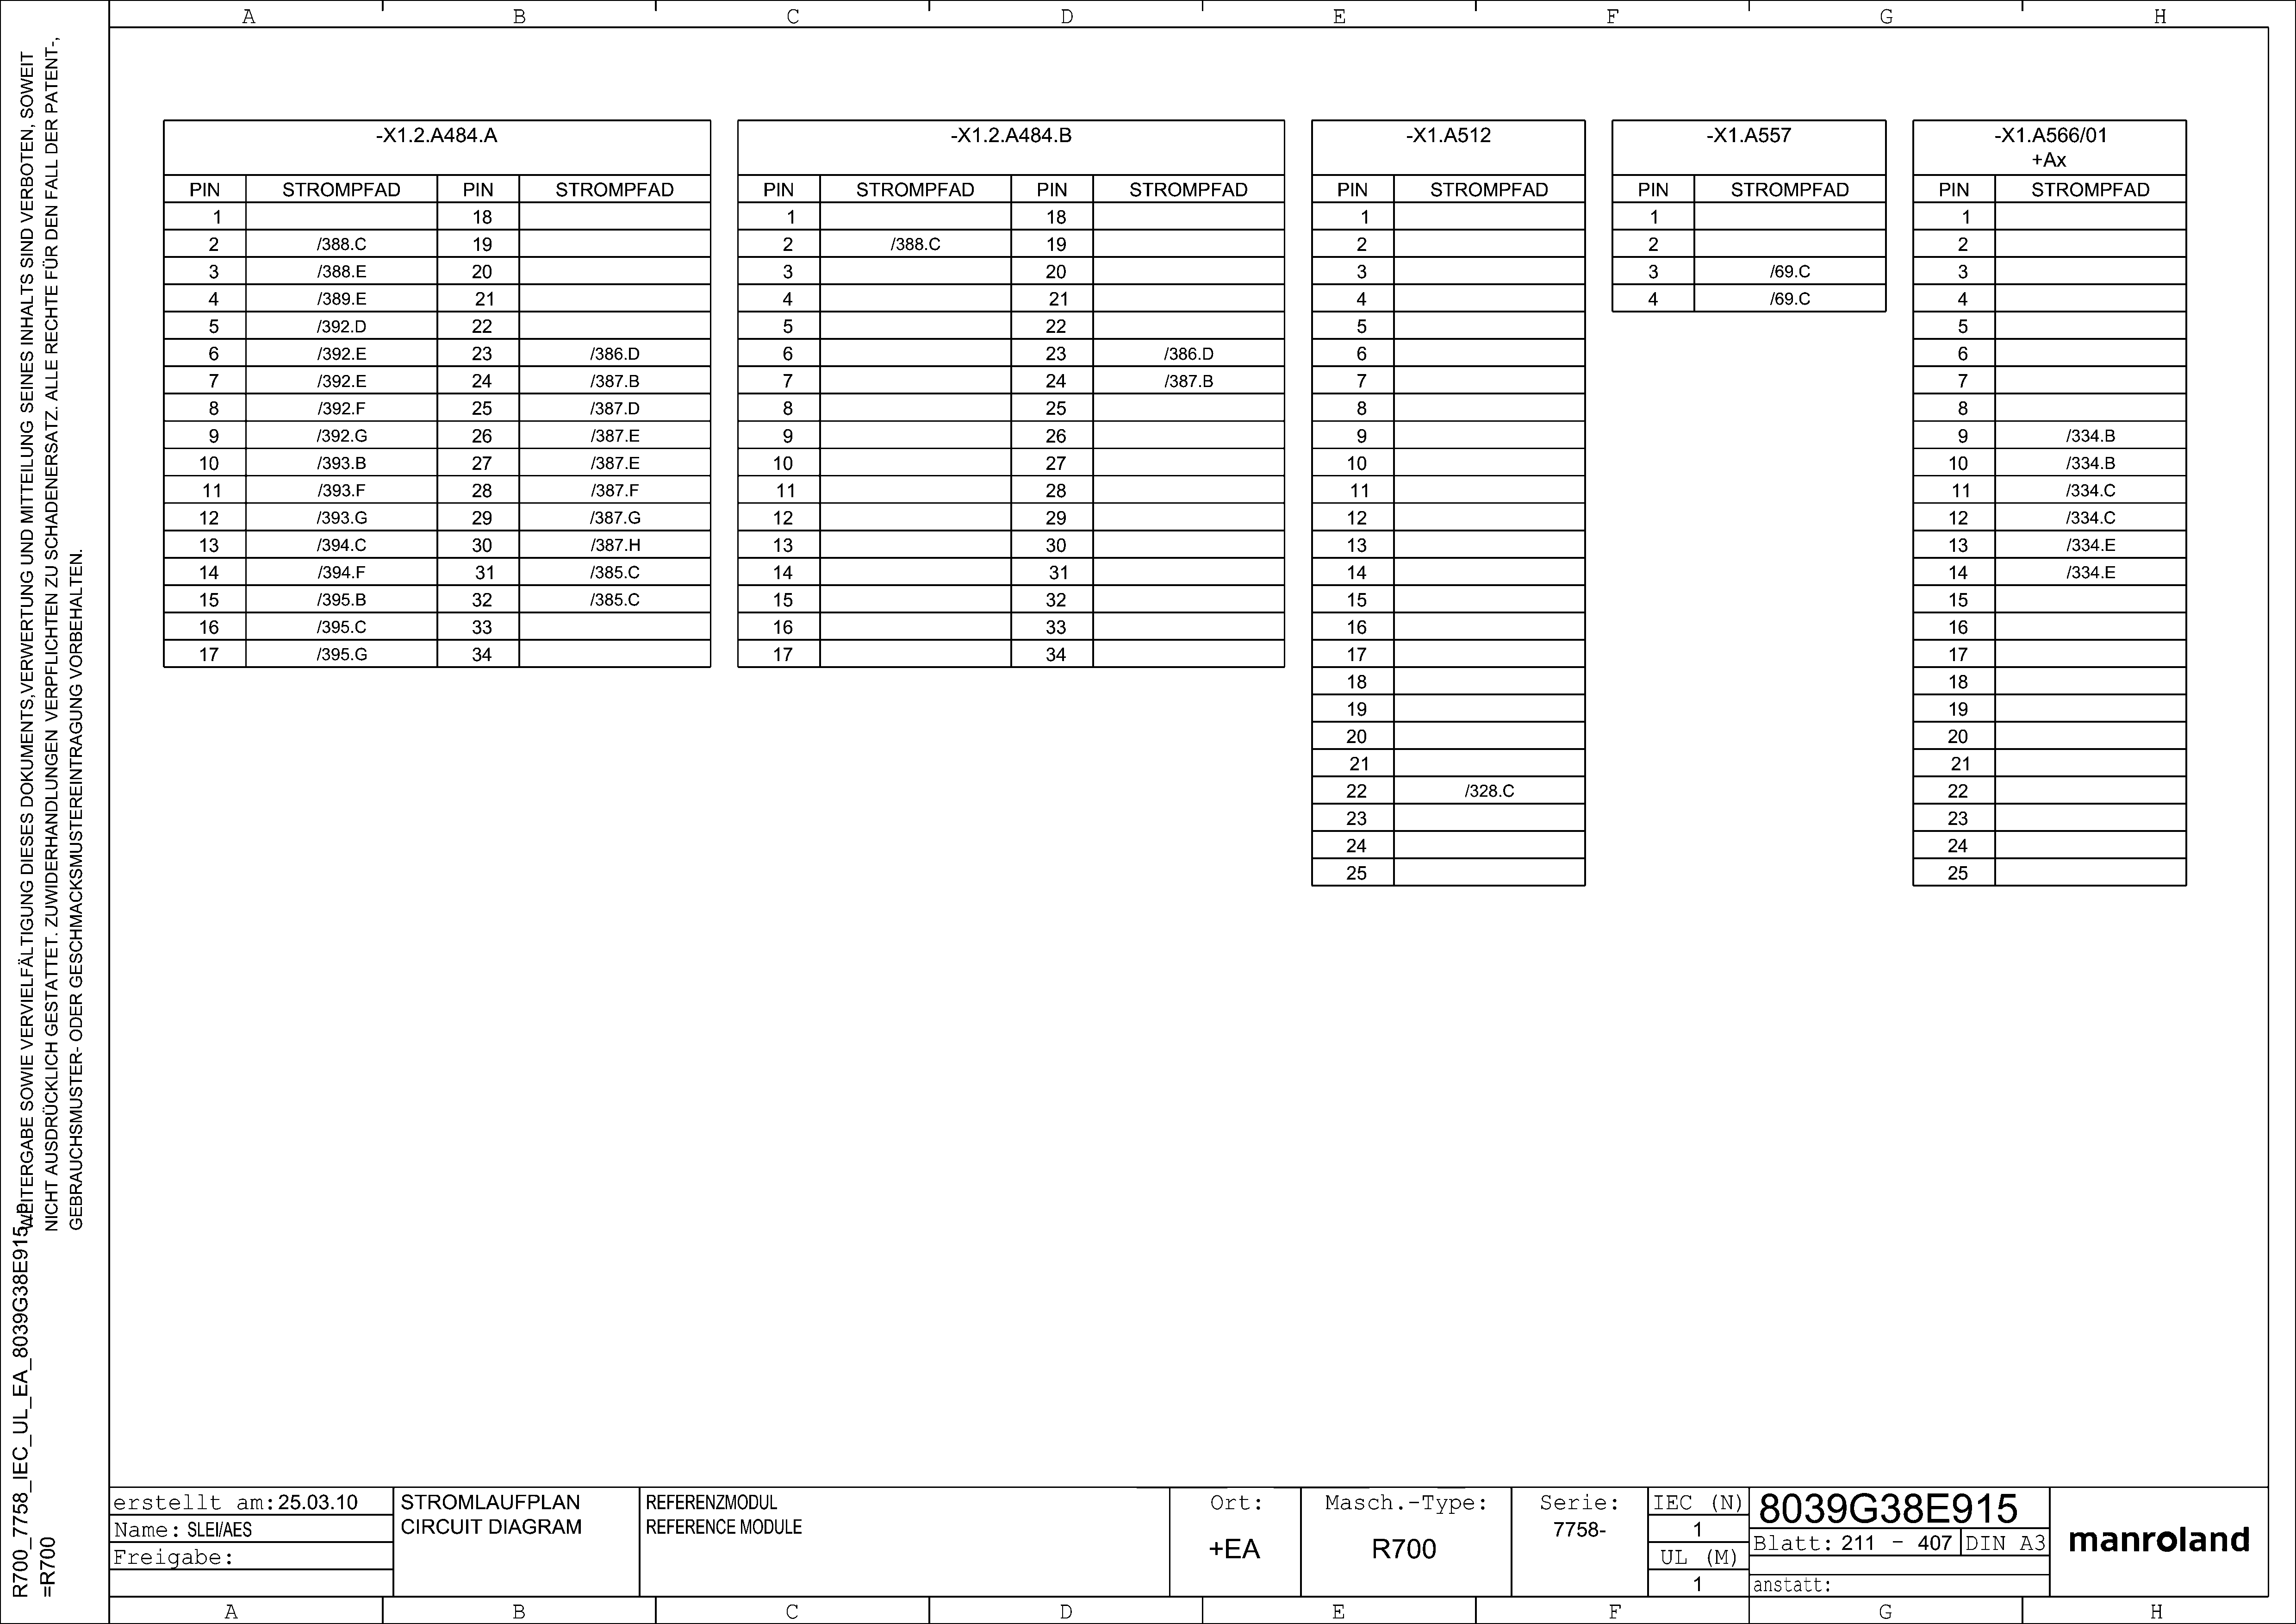 A B C D E F G H
WEITERGABE SOWIE VERVIELFÄLTIGUNG DIESES DOKUMENTS,VERWERTUNG UND MITTEILUNG SEINES INHALTS SIND VERBOTEN, SOWEIT
NICHT AUSDRÜCKLICH GESTATTET. ZUWIDERHANDLUNGEN VERPFLICHTEN ZU SCHADENERSATZ. ALLE RECHTE FÜR DEN FALL DER PATENT-,
GEBRAUCHSMUSTER- ODER GESCHMACKSMUSTEREINTRAGUNG VORBEHALTEN.
R700_7758_IEC_UL_EA_8039G38E915_D
=R700
-X1.2.A484.A
PIN STROMPFAD PIN STROMPFAD
1 18
2 /388.C 19
3 /388.E 20
4 /389.E 21
5 /392.D 22
6 /392.E 23 /386.D
7 /392.E 24 /387.B
8 /392.F 25 /387.D
9 /392.G 26 /387.E
10 /393.B 27 /387.E
11 /393.F 28 /387.F
12 /393.G 29 /387.G
13 /394.C 30 /387.H
14 /394.F 31 /385.C
15 /395.B 32 /385.C
16 /395.C 33
17 /395.G 34
-X1.2.A484.B
PIN STROMPFAD PIN STROMPFAD
1 18
2 /388.C 19
3 20
4 21
5 22
6 23 /386.D
7 24 /387.B
8 25
9 26
10 27
11 28
12 29
13 30
14 31
15 32
16 33
17 34
-X1.A512
PIN STROMPFAD
1
2
3
4
5
6
7
8
9
10
11
12
13
14
15
16
17
18
19
20
21
22 /328.C
23
24
25
-X1.A557
PIN STROMPFAD
1
2
3 /69.C
4 /69.C
-X1.A566/01
+Ax
PIN STROMPFAD
1
2
3
4
5
6
7
8
9 /334.B
10 /334.B
11 /334.C
12 /334.C
13 /334.E
14 /334.E
15
16
17
18
19
20
21
22
23
24
25
erstellt am: 25.03.10
Name: SLEI/AES
Freigabe:
STROMLAUFPLAN
CIRCUIT DIAGRAM
REFERENZMODUL
REFERENCE MODULE
Ort:
+EA
Masch.-Type:
R700
Serie:
7758-
IEC (N)
1
UL (M)
1
8039G38E915
Blatt: 211 - 407 DIN A3
anstatt:
manroland
A B C D E F G H